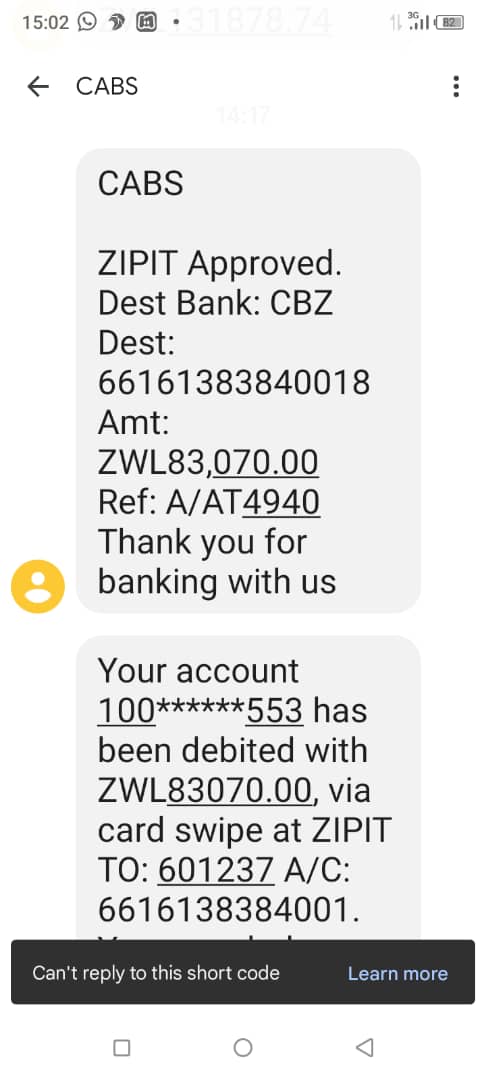 15:02
3G
82
ZWL131878.74
CABS
14:17
CABS
ZIPIT Approved.
Dest Bank: CBZ
Dest:
66161383840018
Amt:
ZWL83,070.00
Ref: A/AT4940
Thank you for
banking with us
Your account
100******553 has
been debited with
ZWL83070.00, via
card swipe at ZIPIT
TO: 601237 A/C:
6616138384001.
Can't reply to this short code
Learn more